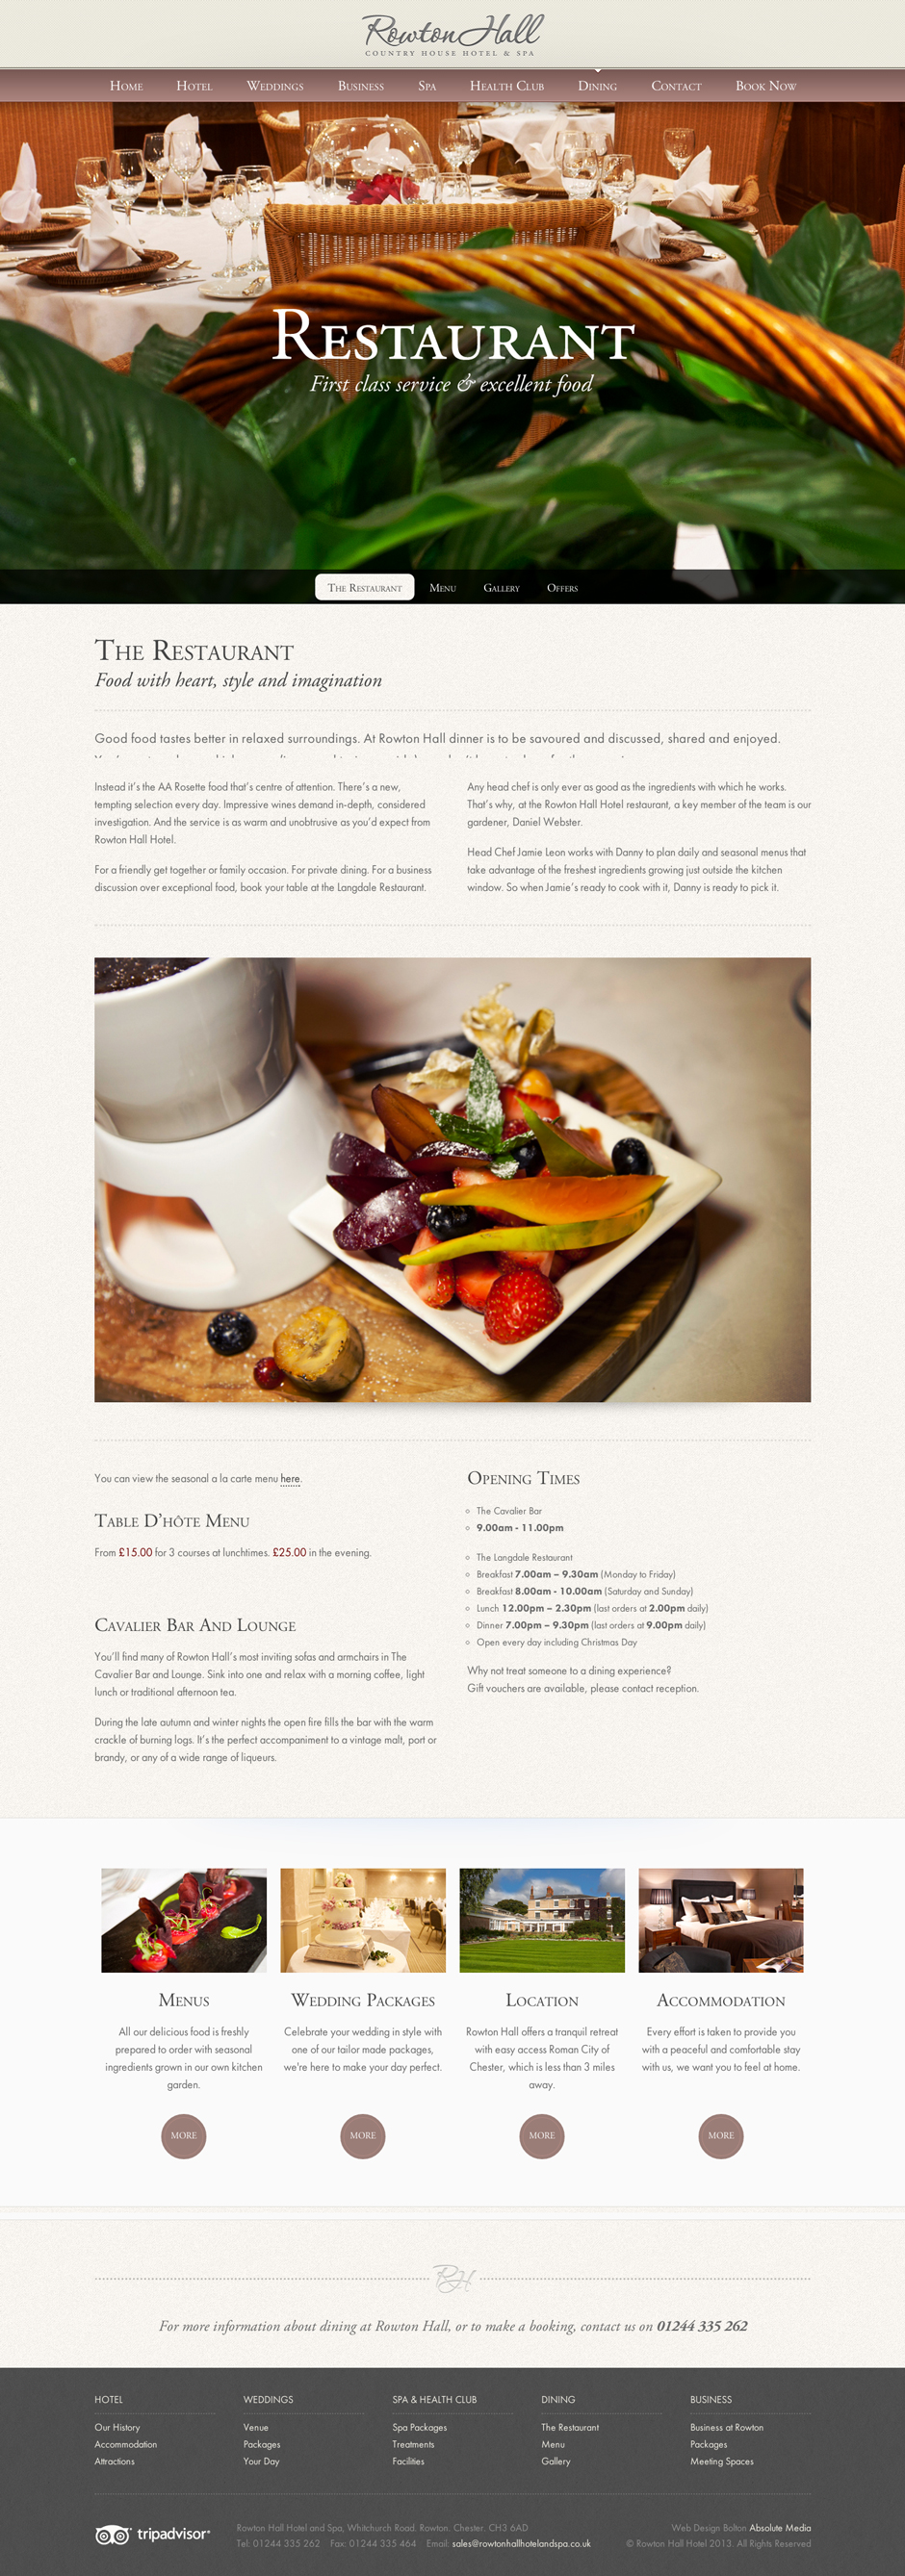 Rowton Hall
COUNTRY HOUSE HOTEL & SPA
Home Hotel Weddings Business Spa Health Club Dining Contact Book Now
Restaurant
First class service & excellent food
The Restaurant Menu Gallery Offers
The Restaurant
Food with heart, style and imagination
Good food tastes better in relaxed surroundings. At Rowton Hall dinner is to be savoured and discussed, shared and enjoyed.
Instead it's the AA Rosette food that's centre of attention. There's a new,
tempting selection every day. Impressive wines demand in-depth, considered
investigation. And the service is as warm and unobtrusive as you'd expect from
Rowton Hall Hotel.
For a friendly get together or family occasion. For private dining. For a business
discussion over exceptional food, book your table at the Langdale Restaurant.
Any head chef is only ever as good as the ingredients with which he works.
That's why, at the Rowton Hall Hotel restaurant, a key member of the team is our
gardener, Daniel Webster.
Head Chef Jamie Leon works with Danny to plan daily and seasonal menus that
take advantage of the freshest ingredients growing just outside the kitchen
window. So when Jamie's ready to cook with it, Danny is ready to pick it.
You can view the seasonal a la carte menu here.
Table D'hôte Menu
From £15.00 for 3 courses at lunchtimes. £25.00 in the evening.
Cavalier Bar And Lounge
You'll find many of Rowton Hall's most inviting sofas and armchairs in The
Cavalier Bar and Lounge. Sink into one and relax with a morning coffee, light
lunch or traditional afternoon tea.
During the late autumn and winter nights the open fire fills the bar with the warm
crackle of burning logs. It's the perfect accompaniment to a vintage malt, port or
brandy, or any of a wide range of liqueurs.
Opening Times
The Cavalier Bar
9.00am - 11.00pm
The Langdale Restaurant
Breakfast 7.00am – 9.30am (Monday to Friday)
Breakfast 8.00am - 10.00am (Saturday and Sunday)
Lunch 12.00pm – 2.30pm (last orders at 2.00pm daily)
Dinner 7.00pm – 9.30pm (last orders at 9.00pm daily)
Open every day including Christmas Day
Why not treat someone to a dining experience?
Gift vouchers are available, please contact reception.
Menus
All our delicious food is freshly
prepared to order with seasonal
ingredients grown in our own kitchen
garden.
MORE
Wedding Packages
Celebrate your wedding in style with
one of our tailor made packages,
we're here to make your day perfect.
MORE
Location
Rowton Hall offers a tranquil retreat
with easy access Roman City of
Chester, which is less than 3 miles
away.
MORE
Accommodation
Every effort is taken to provide you
with a peaceful and comfortable stay
with us, we want you to feel at home.
MORE
RH
For more information about dining at Rowton Hall, or to make a booking, contact us on 01244 335 262
HOTEL
Our History
Accommodation
Attractions
WEDDINGS
Venue
Packages
Your Day
SPA & HEALTH CLUB
Spa Packages
Treatments
Facilities
DINING
The Restaurant
Menu
Gallery
BUSINESS
Business at Rowton
Packages
Meeting Spaces
tripadvisor
Rowton Hall Hotel and Spa, Whitchurch Road. Rowton. Chester. CH3 6AD
Tel: 01244 335 262 Fax: 01244 335 464 Email: sales@rowtonhallhotelandspa.co.uk
Web Design Bolton Absolute Media
© Rowton Hall Hotel 2013. All Rights Reserved